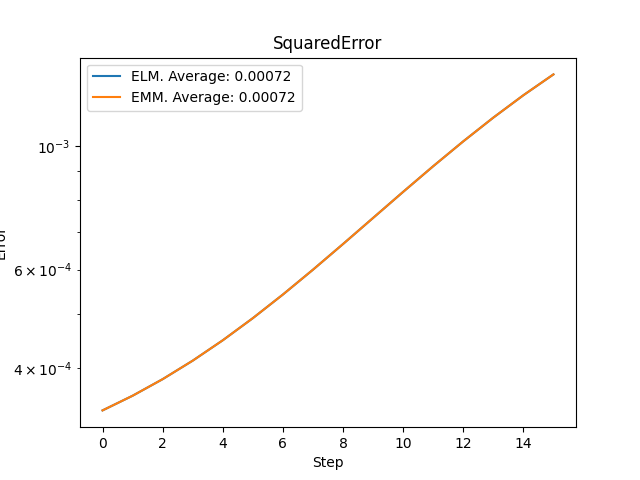 SquaredError
ELM. Average: 0.00072
EMM. Average: 0.00072
10⁻³
6 × 10⁻⁴
4 × 10⁻⁴
Error
0 2 4 6 8 10 12 14
Step